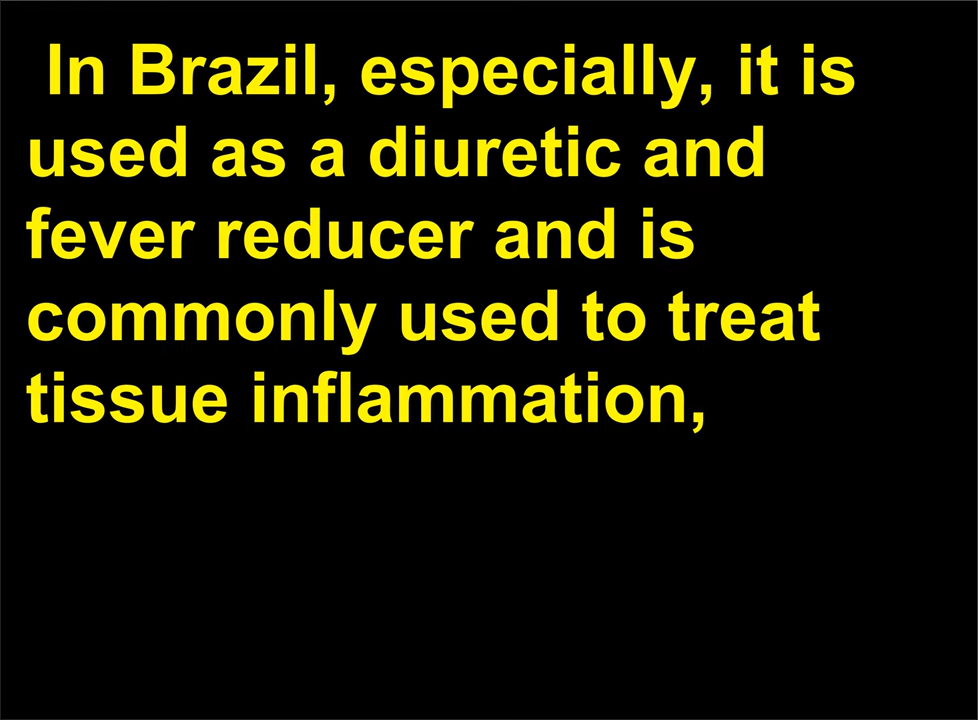 In Brazil, especially, it is
used as a diuretic and
fever reducer and is
commonly used to treat
tissue inflammation,